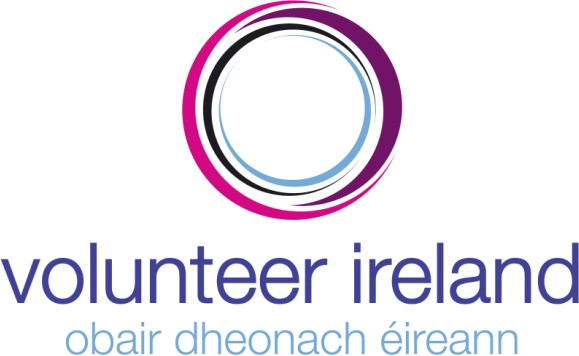 volunteer ireland
obair dheonach éireann